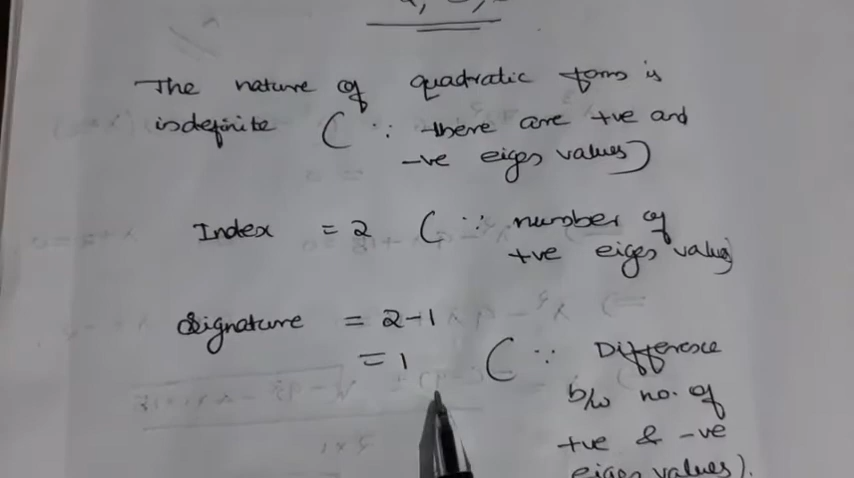 The nature of quadratic form is
indefinite (∵ there are +ve and
-ve eigen values)
Index = 2 (∵ number of
+ve eigen values)
Signature = 2-1
= 1 (∵ Difference
b/w no. of
+ve & -ve
eigen values).